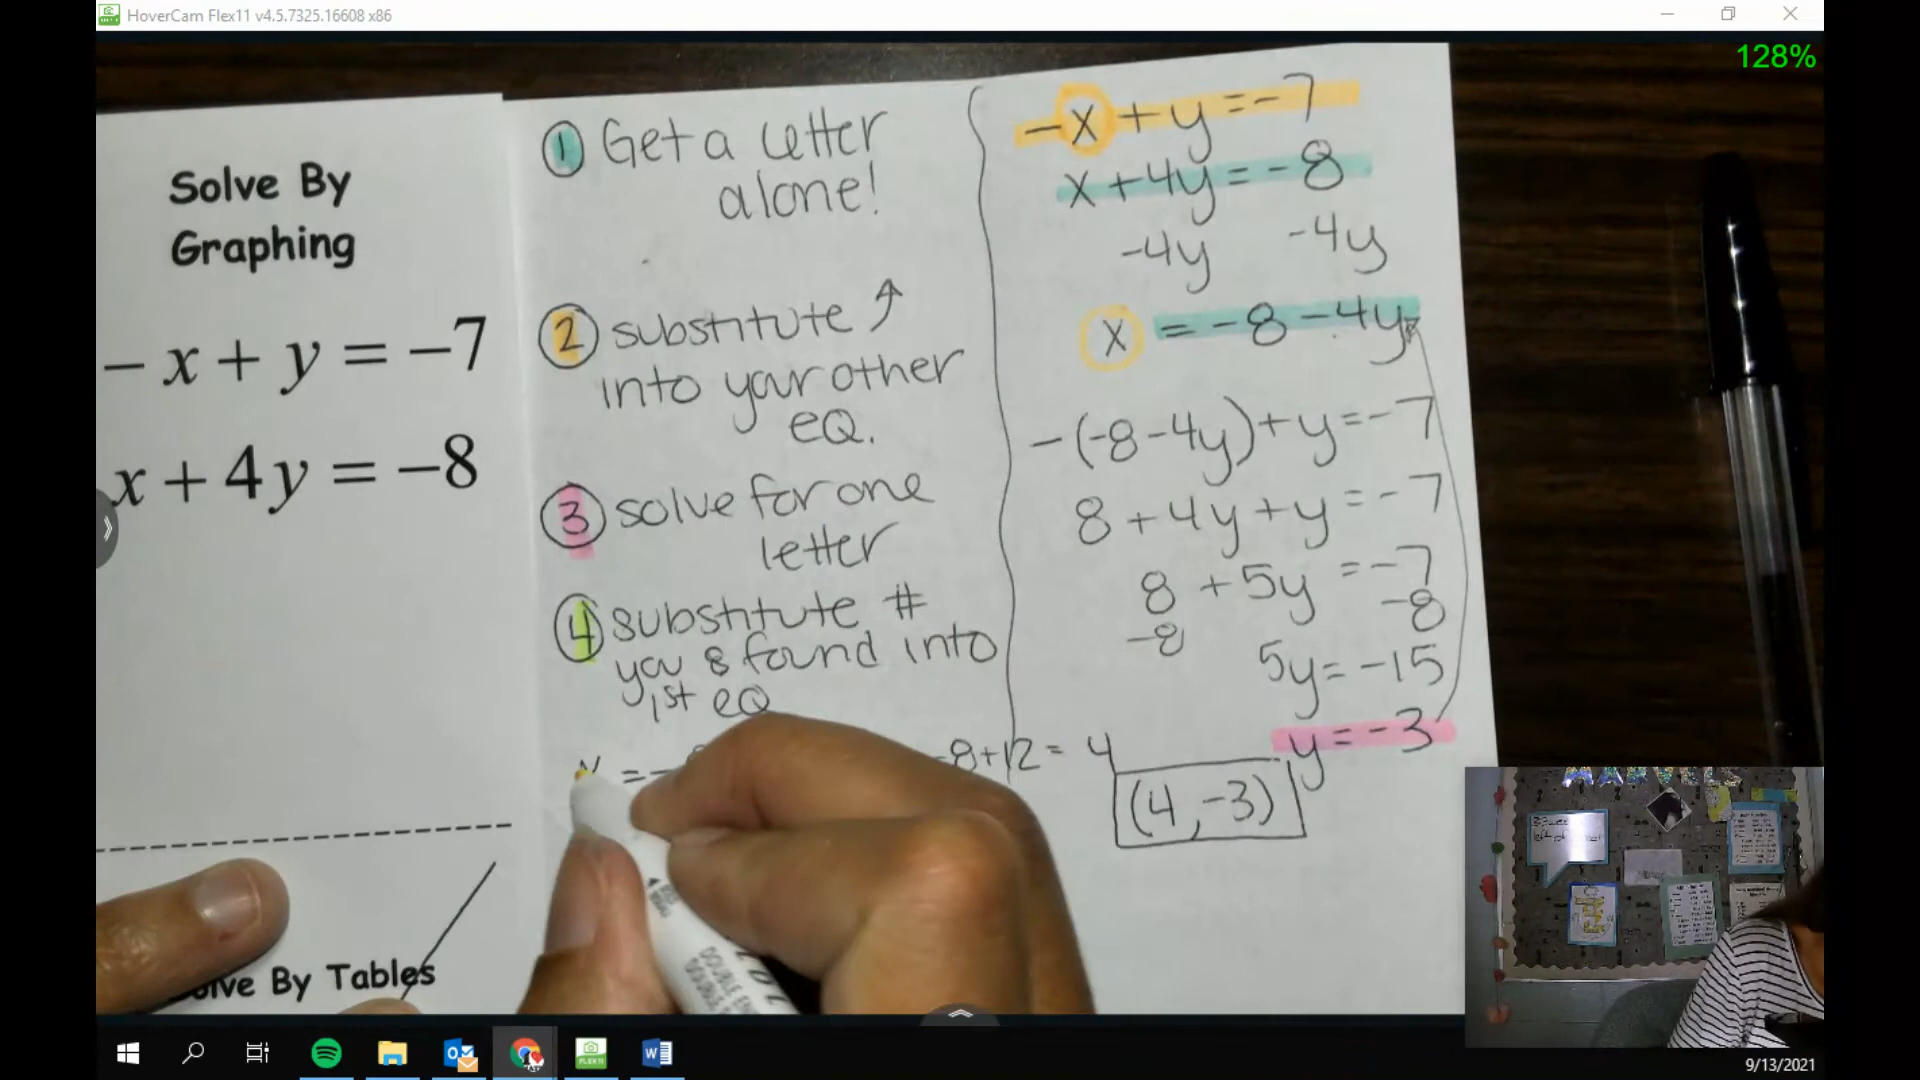 HoverCam Flex11 v4.5.7325.16608 x86
128%
Solve By
Graphing
− x + y = −7
x + 4y = −8
Solve By Tables
① Get a letter
alone!
② substitute ↑
into your other
eQ.
③ solve for one
letter
④ substitute #
you 8 found into
1st eQ
= -
-8+12 = 4
-x + y = -7
x + 4y = -8
-4y -4y
x = -8 - 4y
-(-8-4y) + y = -7
8 + 4y + y = -7
8 + 5y = -7
-8 -8
5y = -15
y = -3
(4, -3)
FLEX11
9/13/2021